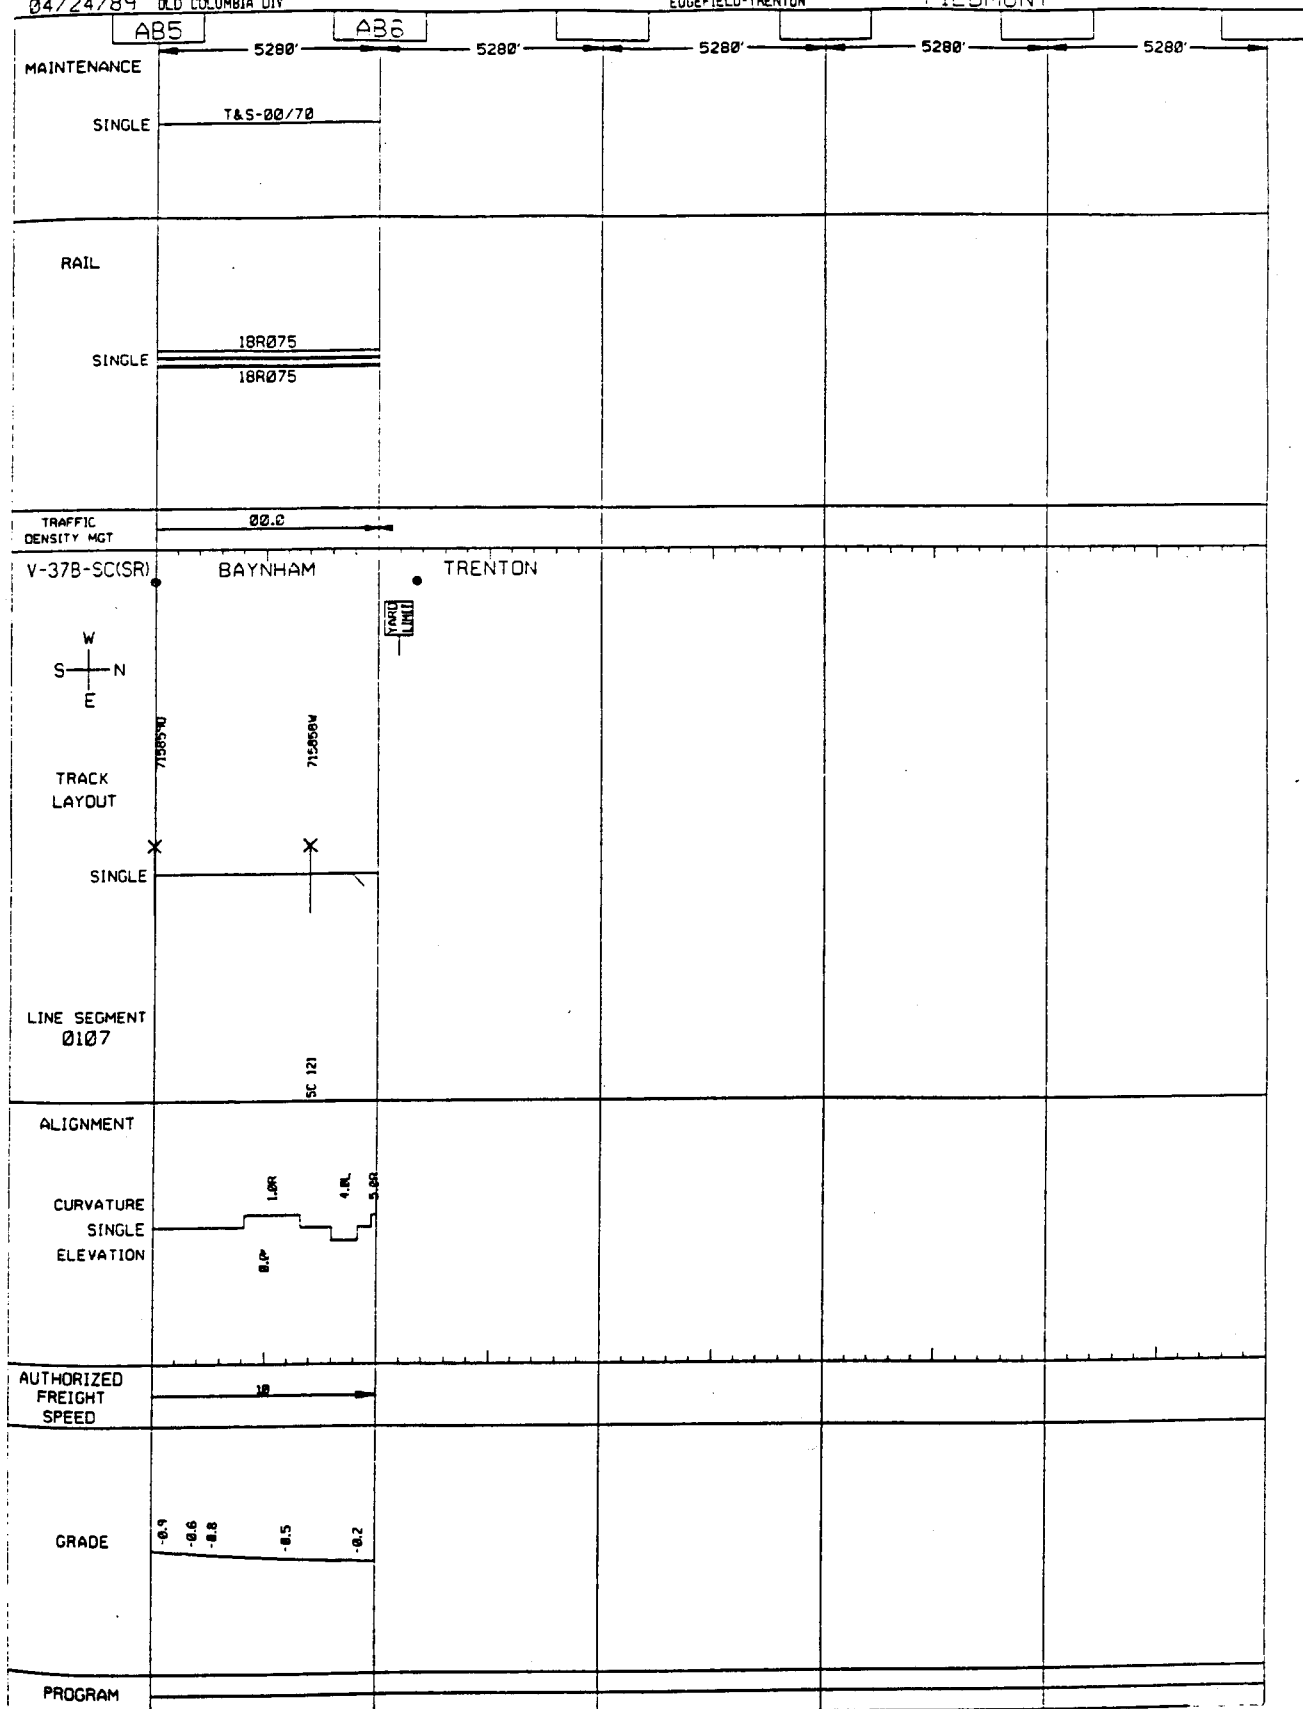 04/24/89 OLD COLUMBIA DIV EDGEFIELD-TRENTON PIEDMONT
AB5 AB6
5280' 5280' 5280' 5280' 5280'
MAINTENANCE
SINGLE T&S-00/70
RAIL
18R075
SINGLE
18R075
TRAFFIC
DENSITY MGT
00.0
V-37B-SC(SR) BAYNHAM TRENTON
YARD
LIMIT
W
S N
E
715859D 715858W
TRACK
LAYOUT
SINGLE
LINE SEGMENT
0107
SC 121
ALIGNMENT
1.0R 4.0L 5.0R
CURVATURE
SINGLE
ELEVATION
AUTHORIZED
FREIGHT
SPEED
10
-0.9 -0.6 -0.8 -0.5 -0.2
GRADE
PROGRAM